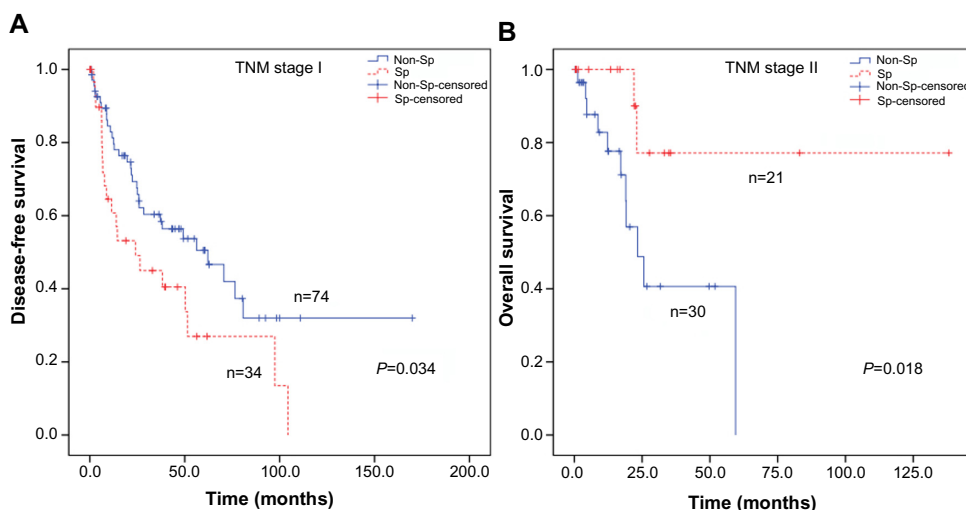 A
TNM stage I
Non-Sp
Sp
Non-Sp-censored
Sp-censored
Disease-free survival
1.0
0.8
0.6
0.4
0.2
0.0
n=74
n=34
P=0.034
0.0 50.0 100.0 150.0 200.0
Time (months)
B
TNM stage II
Non-Sp
Sp
Non-Sp-censored
Sp-censored
Overall survival
1.0
0.8
0.6
0.4
0.2
0.0
n=21
n=30
P=0.018
0.0 25.0 50.0 75.0 100.0 125.0
Time (months)